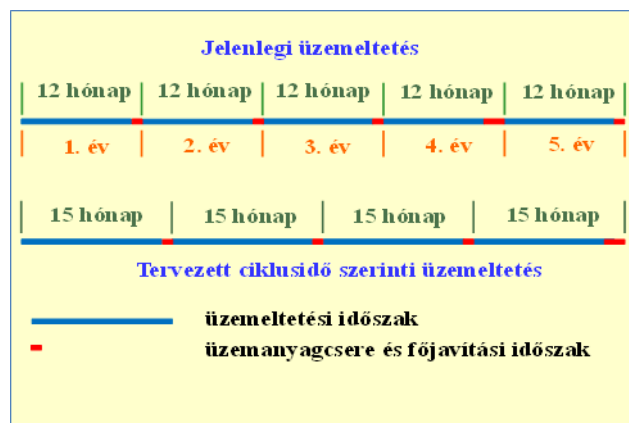 Jelenlegi üzemeltetés
12 hónap 12 hónap 12 hónap 12 hónap 12 hónap
1. év 2. év 3. év 4. év 5. év
15 hónap 15 hónap 15 hónap 15 hónap
Tervezett ciklusidő szerinti üzemeltetés
üzemeltetési időszak
üzemanyagcsere és főjavítási időszak